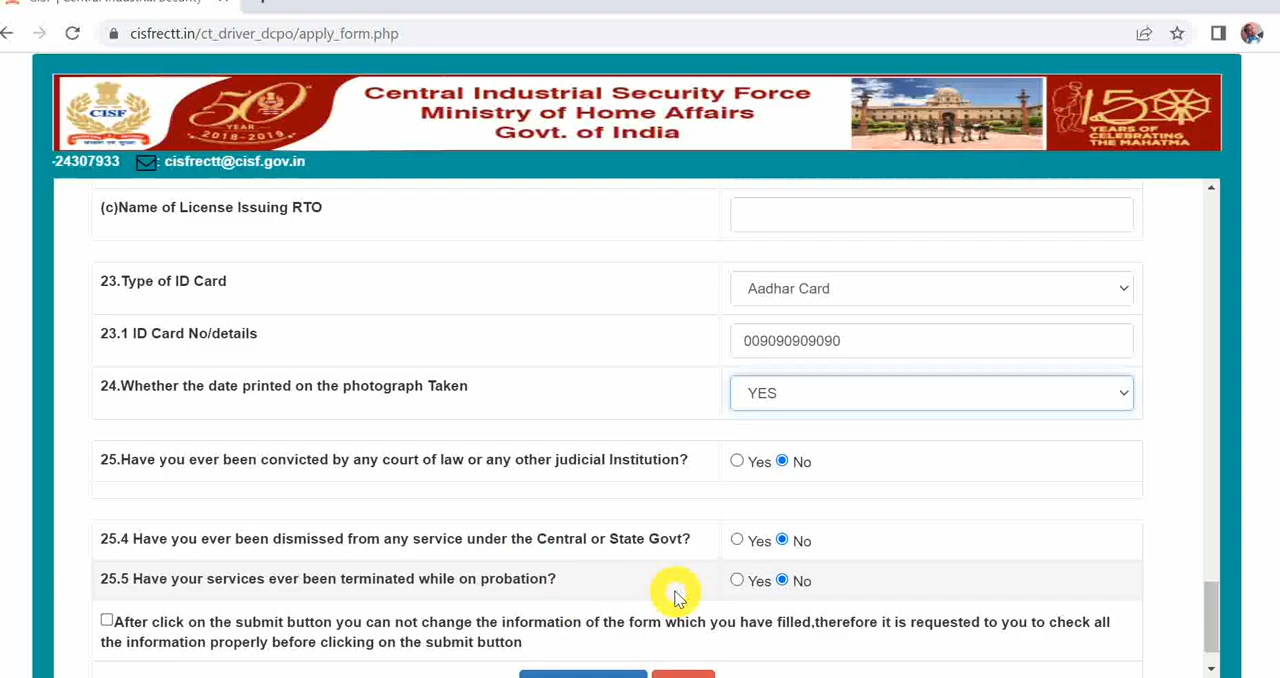 cisfrectt.in/ct_driver_dcpo/apply_form.php
CISF
50
YEAR
2018-2019
Central Industrial Security Force
Ministry of Home Affairs
Govt. of India
150
YEARS OF
CELEBRATING
THE MAHATMA
-24307933 : cisfrectt@cisf.gov.in
(c)Name of License Issuing RTO
23.Type of ID Card
Aadhar Card
23.1 ID Card No/details
009090909090
24.Whether the date printed on the photograph Taken
YES
25.Have you ever been convicted by any court of law or any other judicial Institution?
Yes No
25.4 Have you ever been dismissed from any service under the Central or State Govt?
Yes No
25.5 Have your services ever been terminated while on probation?
Yes No
After click on the submit button you can not change the information of the form which you have filled,therefore it is requested to you to check all
the information properly before clicking on the submit button